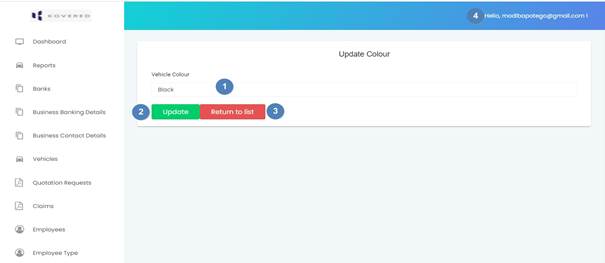 KOVERED
4 Hello, modibapotego@gmail.com !
Dashboard
Reports
Banks
Business Banking Details
Business Contact Details
Vehicles
Quotation Requests
Claims
Employees
Employee Type
Update Colour
Vehicle Colour
Black 1
2 Update Return to list 3